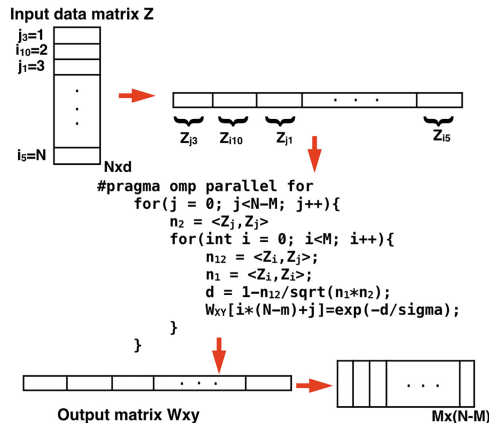 Input data matrix Z
j3=1
i10=2
j1=3
i5=N
Nxd
Zj3 Zi10 Zj1 . . . Zi5
#pragma omp parallel for
for(j = 0; j<N-M; j++){
n2 = <Zj,Zj>
for(int i = 0; i<M; i++){
n12 = <Zi,Zj>;
n1 = <Zi,Zi>;
d = 1-n12/sqrt(n1*n2);
WXY[i*(N-m)+j]=exp(-d/sigma);
}
}
Output matrix Wxy
Mx(N-M)